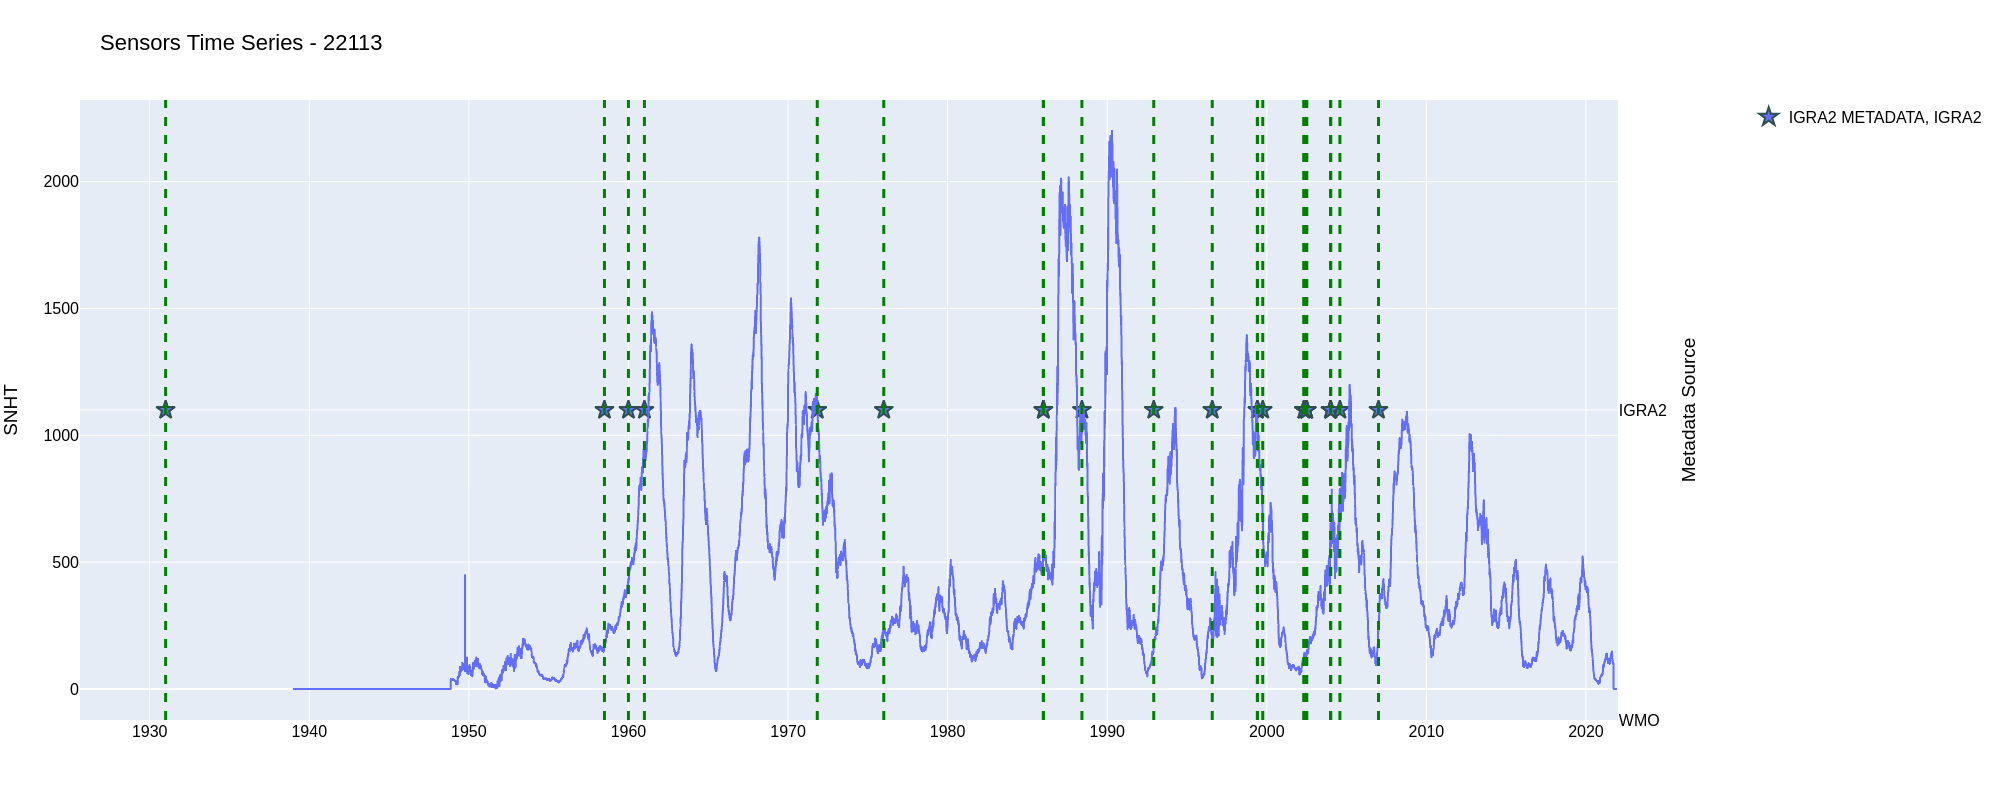 Sensors Time Series - 22113
IGRA2 METADATA, IGRA2
2000
1500
1000
500
0
SNHT
IGRA2
WMO
Metadata Source
1930 1940 1950 1960 1970 1980 1990 2000 2010 2020